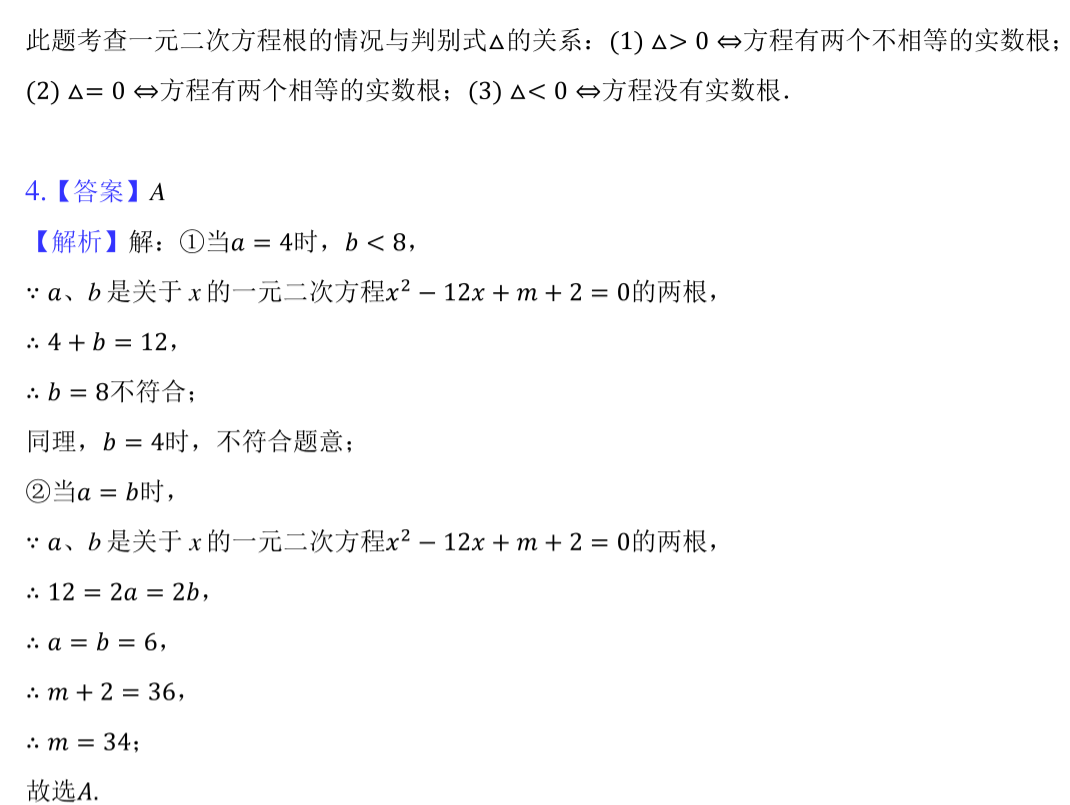 此题考查一元二次方程根的情况与判别式△的关系：(1) △> 0 ⇔方程有两个不相等的实数根；
(2) △= 0 ⇔方程有两个相等的实数根；(3) △< 0 ⇔方程没有实数根．
4.【答案】A
【解析】解：①当a = 4时，b < 8，
∵ a、b 是关于 x 的一元二次方程x² − 12x + m + 2 = 0的两根，
∴ 4 + b = 12，
∴ b = 8不符合；
同理，b = 4时，不符合题意；
②当a = b时，
∵ a、b 是关于 x 的一元二次方程x² − 12x + m + 2 = 0的两根，
∴ 12 = 2a = 2b，
∴ a = b = 6，
∴ m + 2 = 36，
∴ m = 34；
故选A.